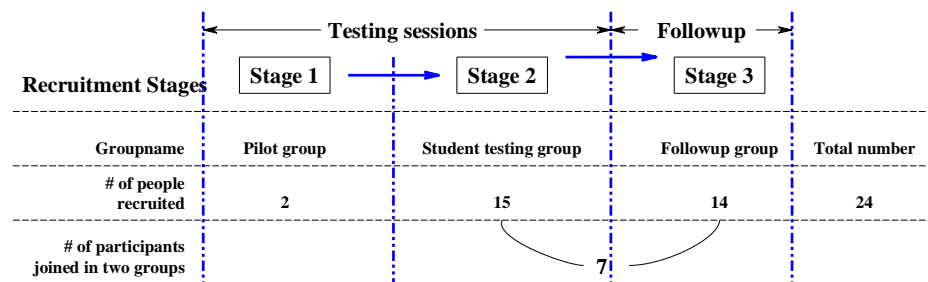 Testing sessions Followup
Recruitment Stages Stage 1 Stage 2 Stage 3
Groupname Pilot group Student testing group Followup group Total number
# of people
recruited 2 15 14 24
# of participants
joined in two groups 7